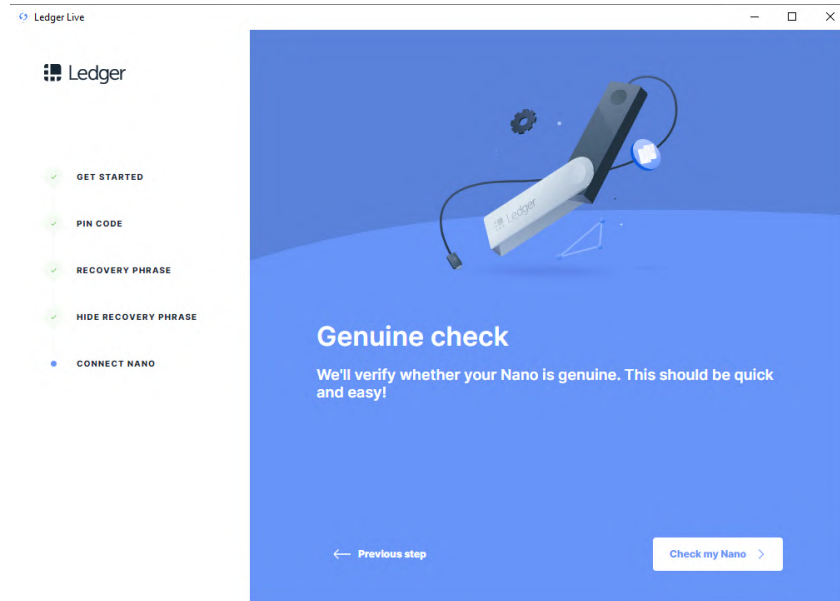 Ledger Live
Ledger
GET STARTED
PIN CODE
RECOVERY PHRASE
HIDE RECOVERY PHRASE
CONNECT NANO
Ledger
Genuine check
We'll verify whether your Nano is genuine. This should be quick
and easy!
Previous step
Check my Nano